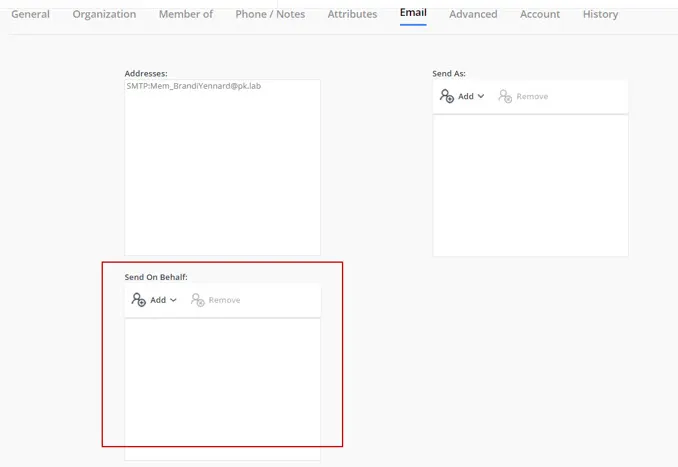 General Organization Member of Phone / Notes Attributes Email Advanced Account History
Addresses:
SMTP:Mem_BrandiYennard@pk.lab
Send As:
Add Remove
Send On Behalf:
Add Remove